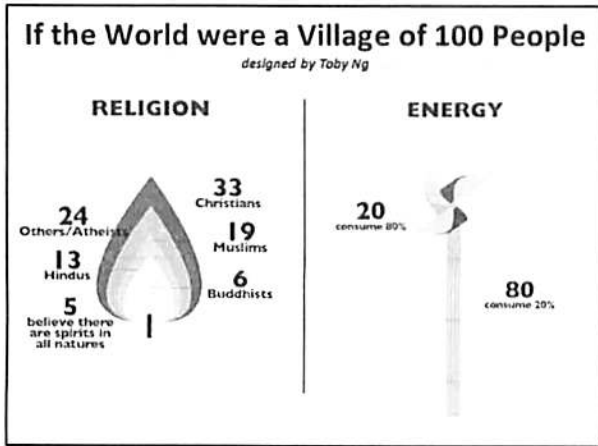 If the World were a Village of 100 People
designed by Toby Ng
RELIGION
33
Christians
24
Others/Atheists
19
Muslims
13
Hindus
6
Buddhists
5
believe there
are spirits in
all natures
ENERGY
20
consume 80%
80
consume 20%